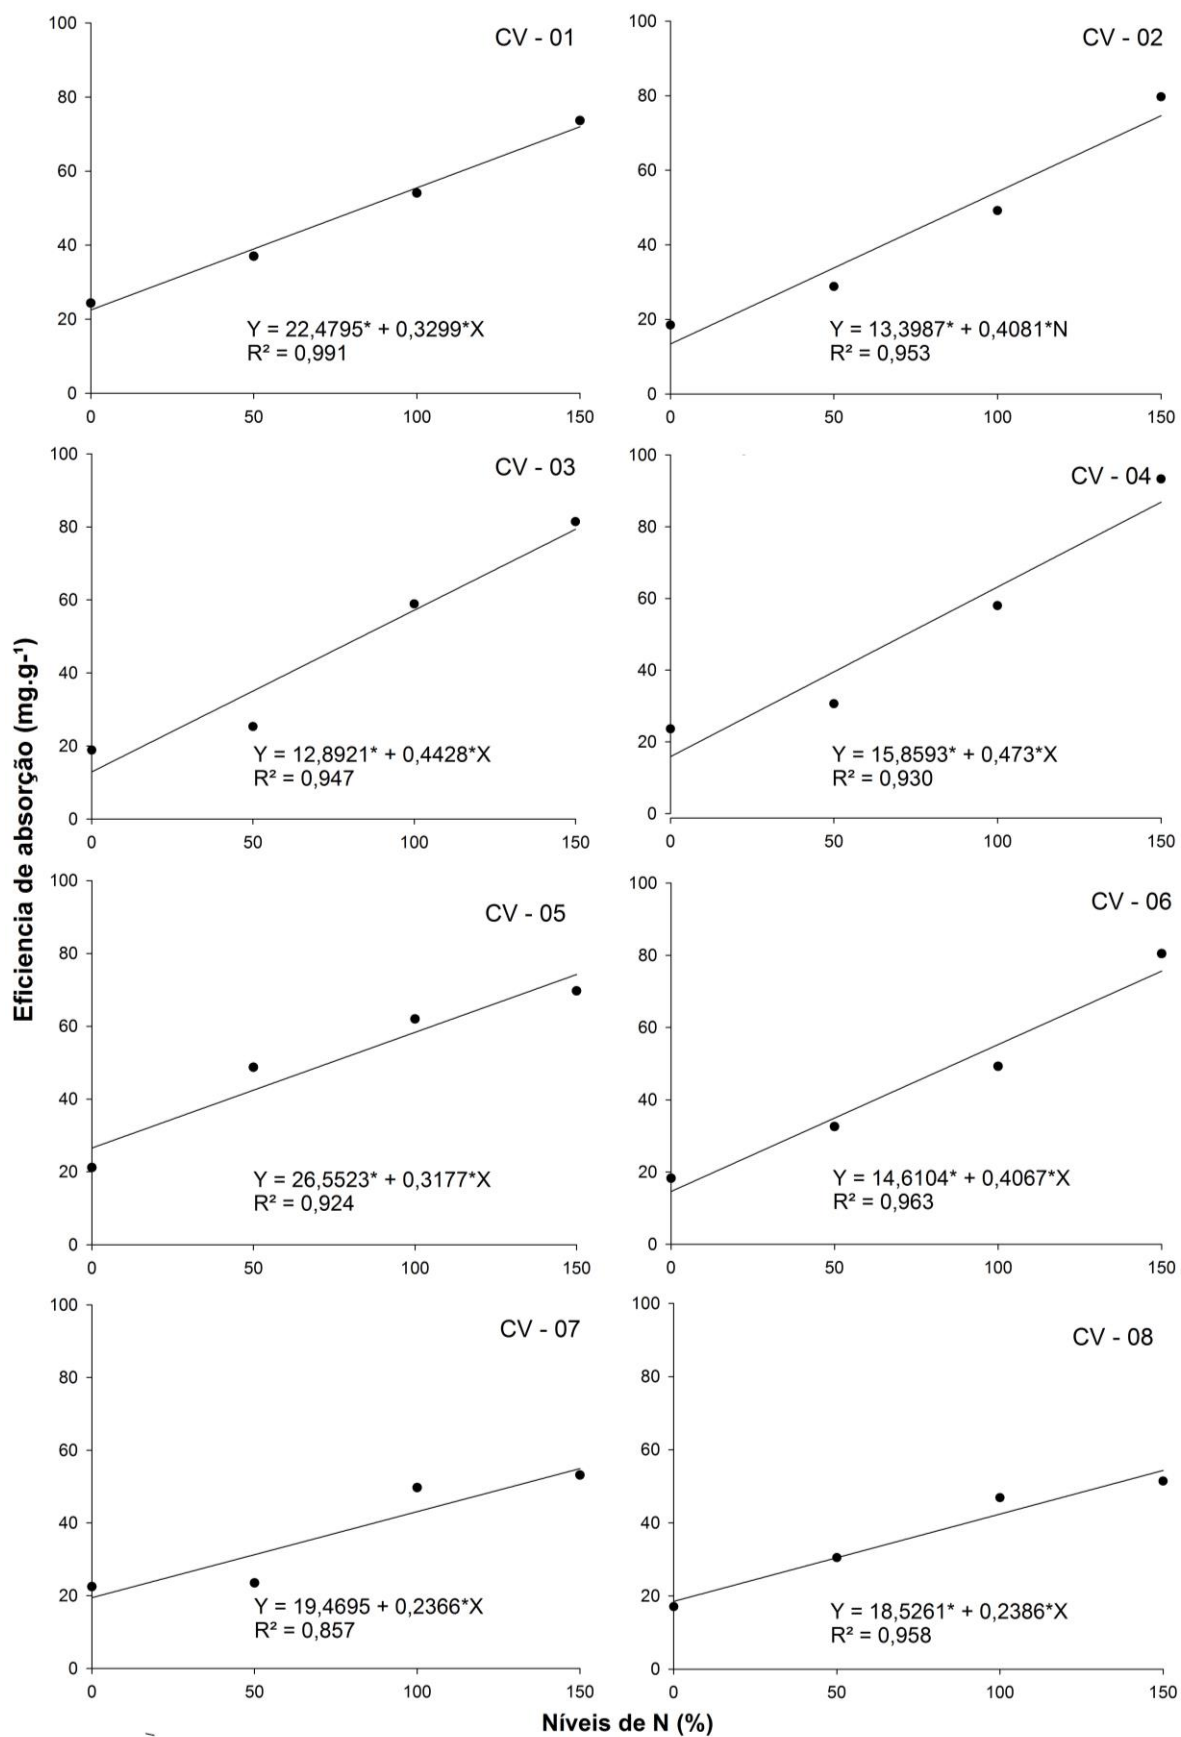 Eficiencia de absorção (mg.g-¹)
CV - 01
100
80
60
40
20
0
Y = 22,4795* + 0,3299*X
R² = 0,991
0 50 100 150
CV - 02
100
80
60
40
20
0
Y = 13,3987* + 0,4081*N
R² = 0,953
0 50 100 150
CV - 03
100
80
60
40
20
0
Y = 12,8921* + 0,4428*X
R² = 0,947
0 50 100 150
CV - 04
100
80
60
40
20
0
Y = 15,8593* + 0,473*X
R² = 0,930
0 50 100 150
CV - 05
100
80
60
40
20
0
Y = 26,5523* + 0,3177*X
R² = 0,924
0 50 100 150
CV - 06
100
80
60
40
20
0
Y = 14,6104* + 0,4067*X
R² = 0,963
0 50 100 150
CV - 07
100
80
60
40
20
0
Y = 19,4695 + 0,2366*X
R² = 0,857
0 50 100 150
CV - 08
100
80
60
40
20
0
Y = 18,5261* + 0,2386*X
R² = 0,958
0 50 100 150
Níveis de N (%)